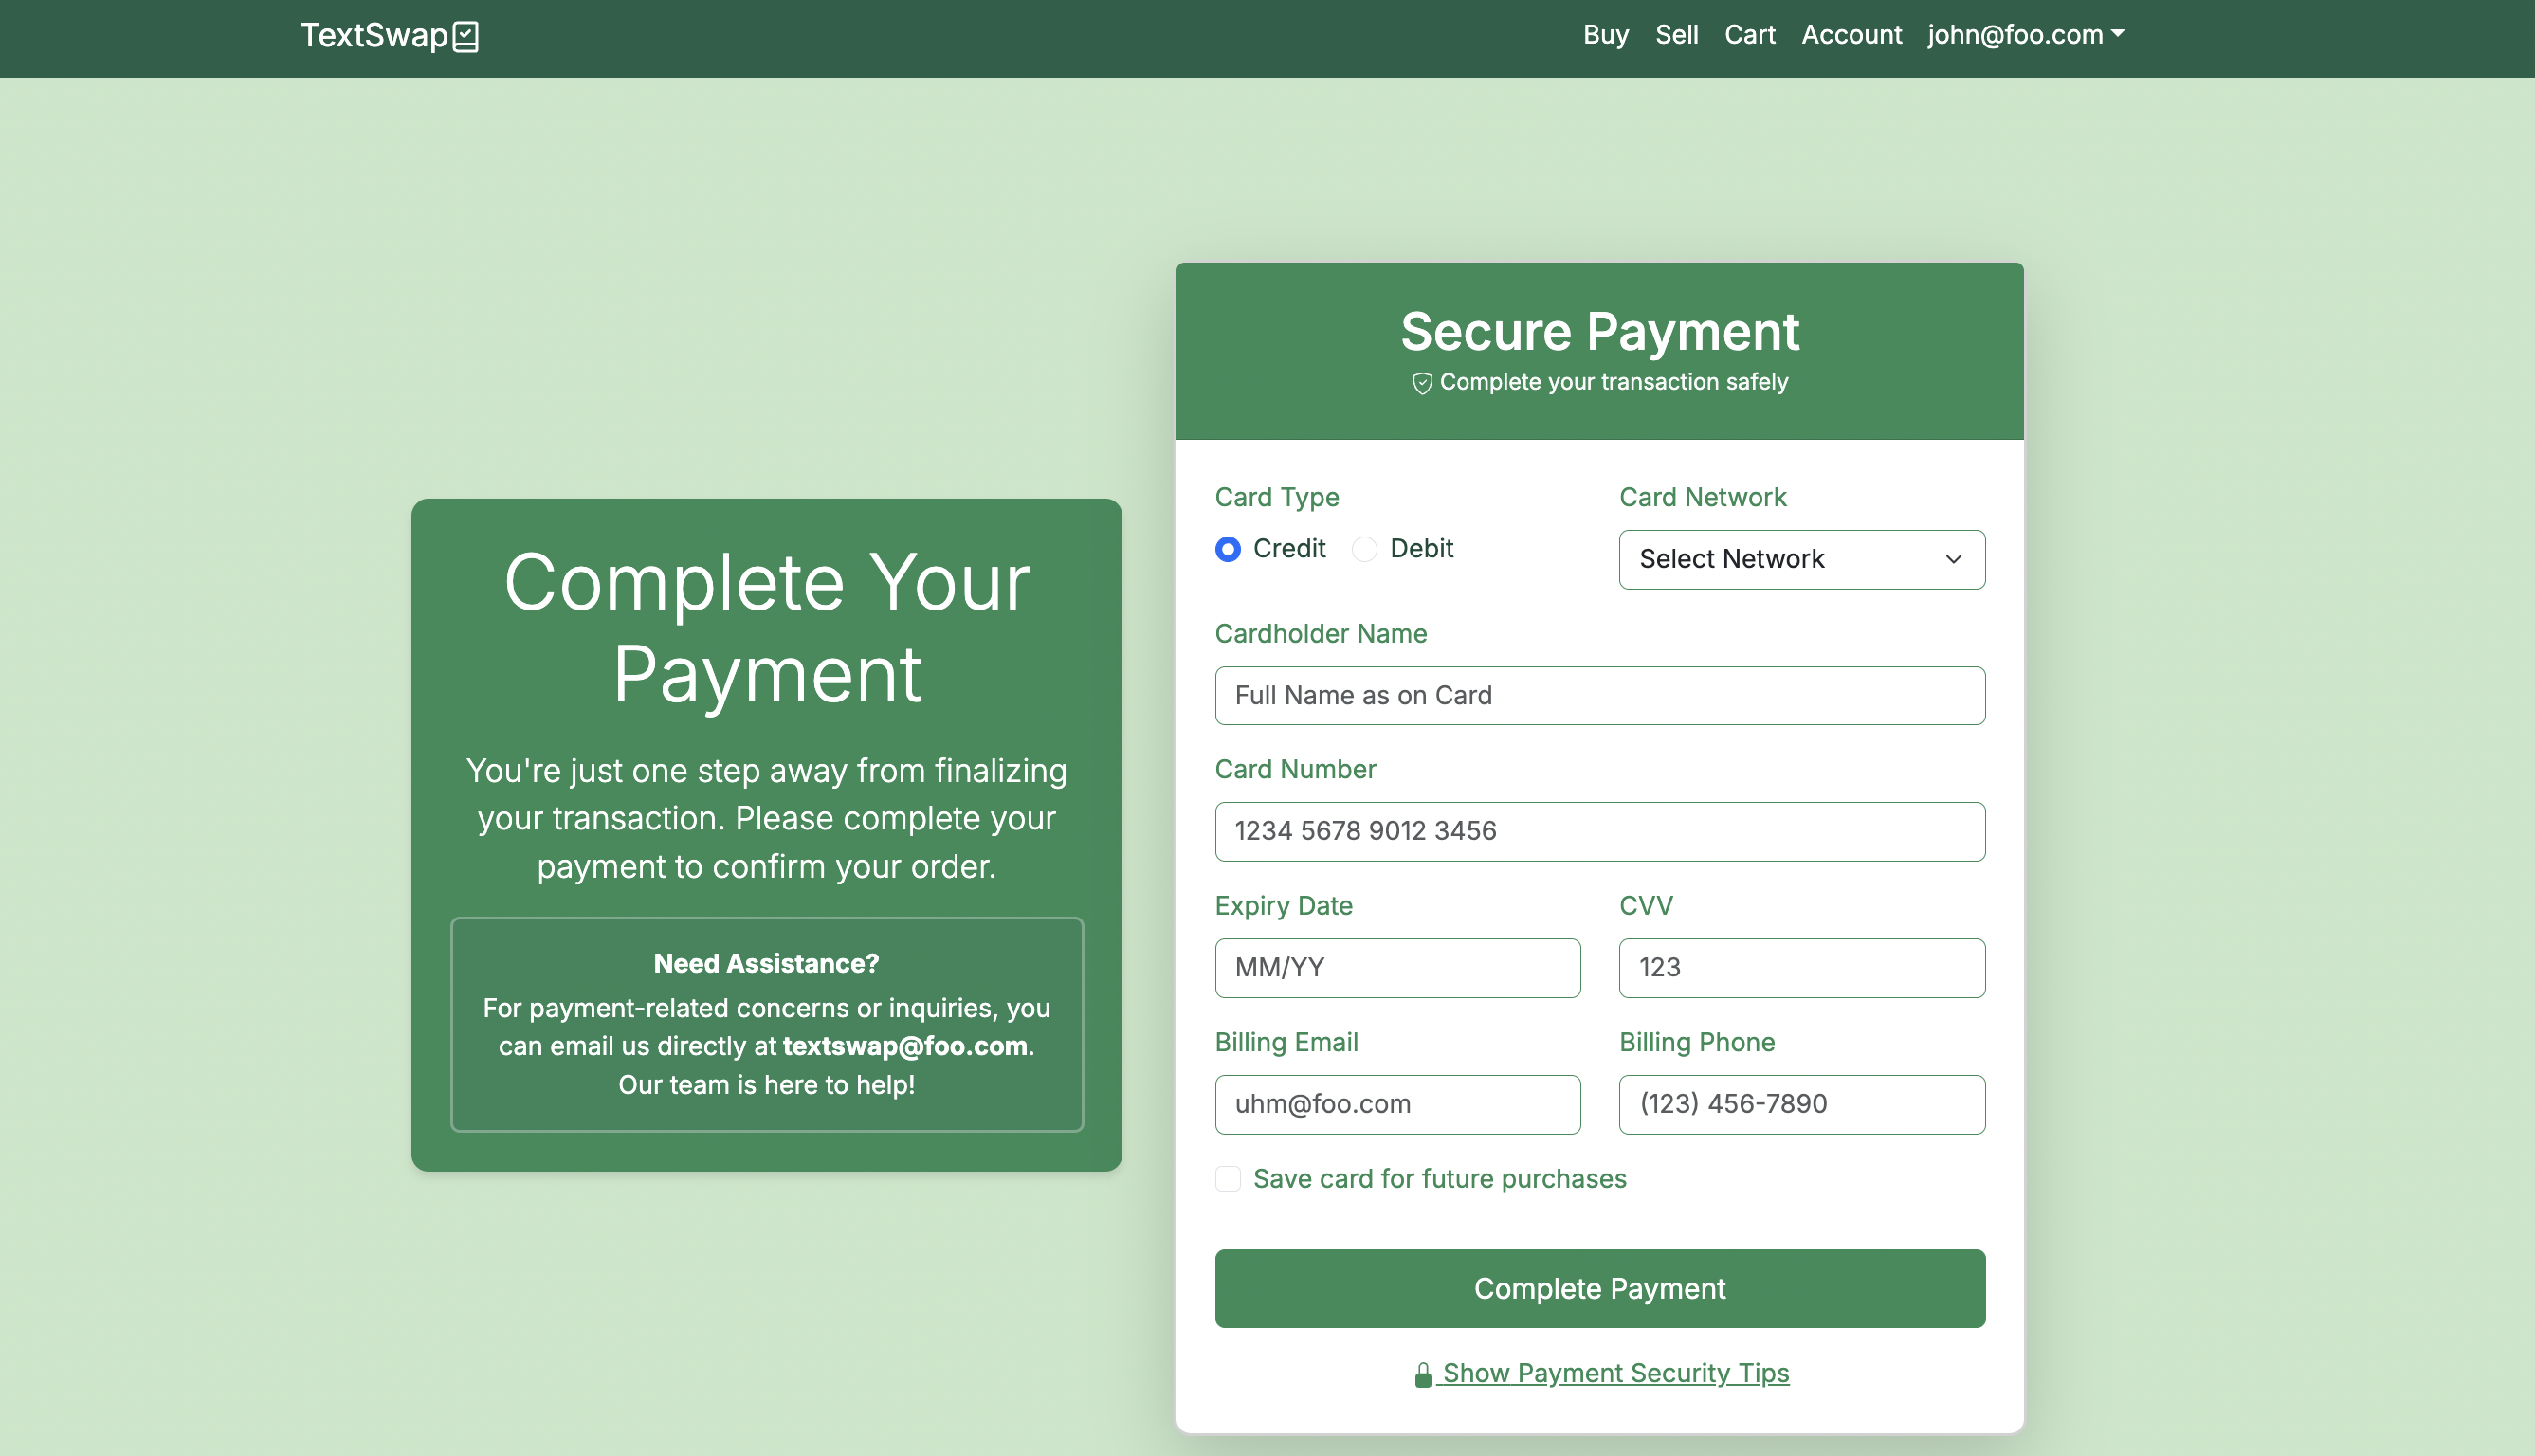 TextSwap
Buy Sell Cart Account john@foo.com
Complete Your
Payment
You're just one step away from finalizing
your transaction. Please complete your
payment to confirm your order.
Need Assistance?
For payment-related concerns or inquiries, you
can email us directly at textswap@foo.com.
Our team is here to help!
Secure Payment
Complete your transaction safely
Card Type
Credit Debit
Card Network
Select Network
Cardholder Name
Full Name as on Card
Card Number
1234 5678 9012 3456
Expiry Date
MM/YY
CVV
123
Billing Email
uhm@foo.com
Billing Phone
(123) 456-7890
Save card for future purchases
Complete Payment
Show Payment Security Tips